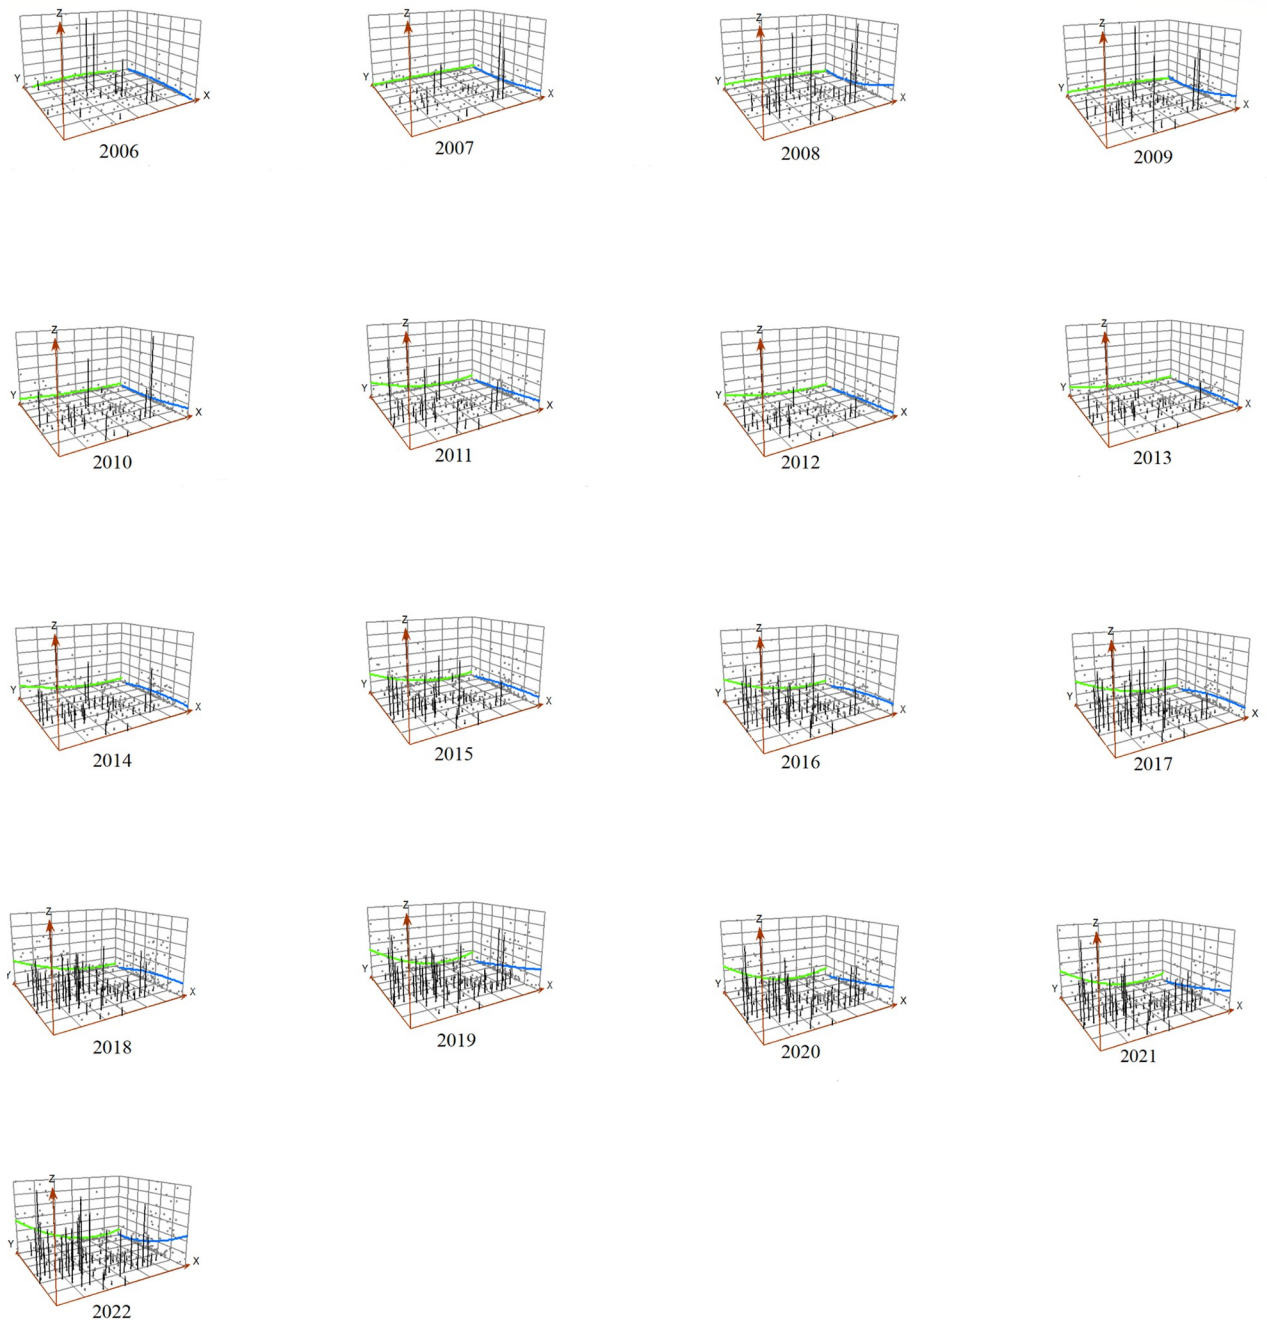 Z Z Z Z
Y X Y X Y X Y X
2006 2007 2008 2009
Z Z Z Z
Y X Y X Y X Y X
2010 2011 2012 2013
Z Z Z Z
Y X Y X Y X Y X
2014 2015 2016 2017
Z Z Z Z
Y X Y X Y X Y X
2018 2019 2020 2021
Z
Y X
2022